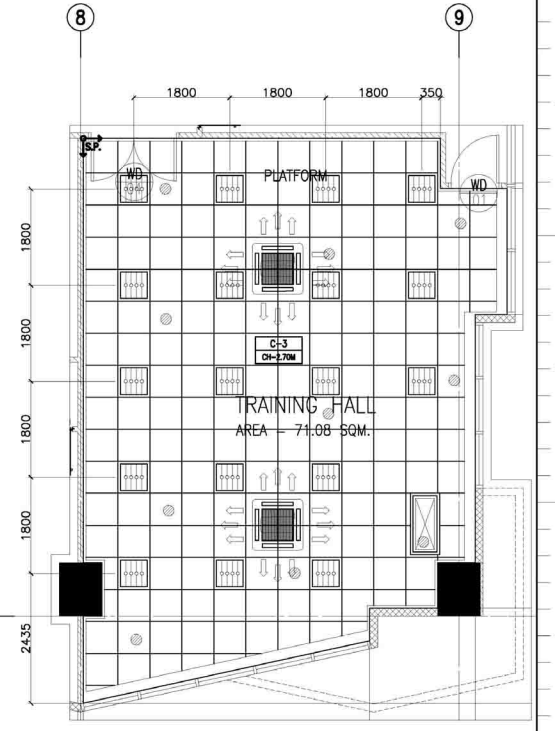 8
9
1800
1800
1800
350
S.P.
WD
PLATFORM
WD
1800
1800
C-3
CH-2.70M
1800
TRAINING HALL
AREA - 71.08 SQM.
1800
2435